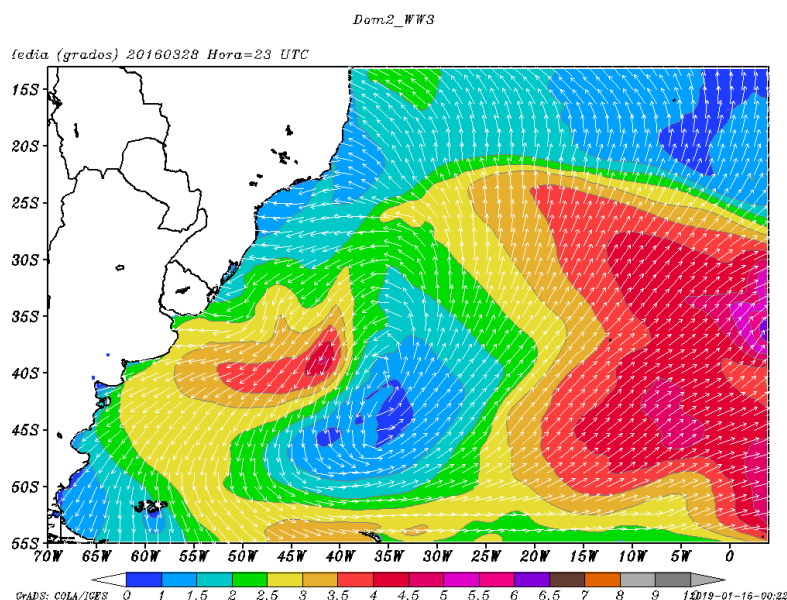 Dom2_WW3
media (grados) 20160328 Hora=23 UTC
15S
20S
25S
30S
35S
40S
45S
50S
55S
70W 65W 60W 55W 50W 45W 40W 35W 30W 25W 20W 15W 10W 5W 0
0 1 1.5 2 2.5 3 3.5 4 4.5 5 5.5 6 6.5 7 8 9
GrADS: COLA/IGES 2019-01-16-00:22